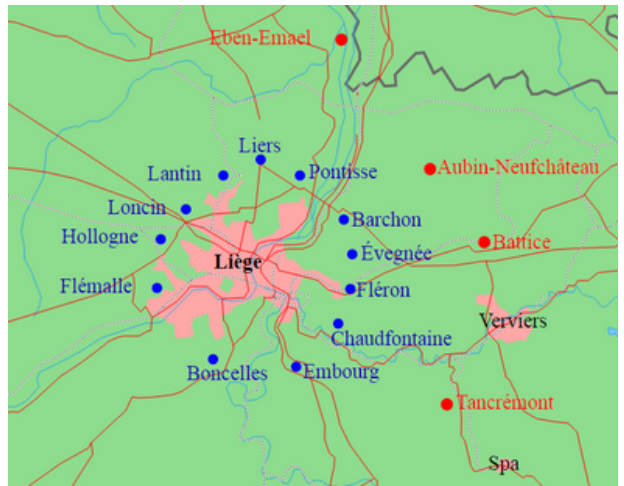 Eben-Emael
Liers
Lantin
Pontisse
Aubin-Neufchâteau
Loncin
Barchon
Hollogne
Battice
Liège
Évegnée
Flémalle
Fléron
Verviers
Chaudfontaine
Boncelles
Embourg
Tancrémont
Spa